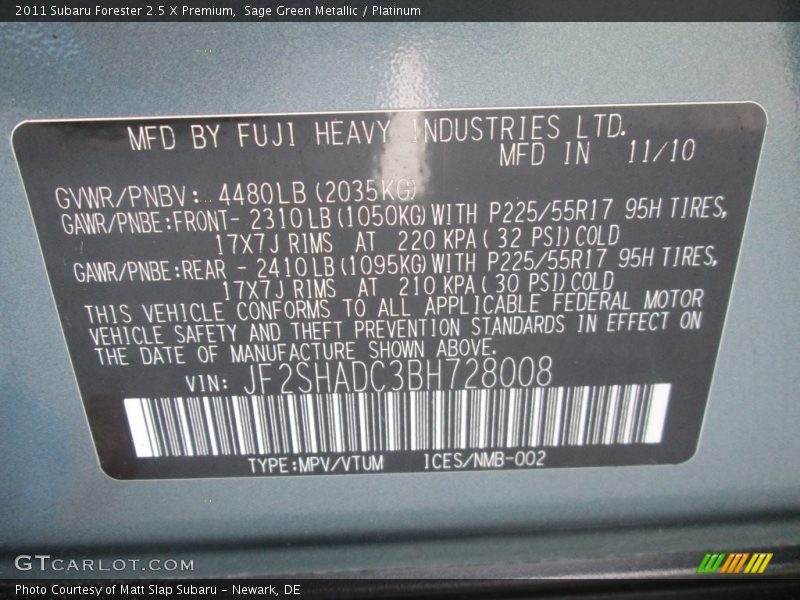 2011 Subaru Forester 2.5 X Premium,  Sage Green Metallic / Platinum
MFD BY FUJI HEAVY INDUSTRIES LTD.
MFD IN 11/10
GVWR/PNBV: 4480LB(2035KG)
GAWR/PNBE:FRONT- 2310LB(1050KG)WITH P225/55R17 95H TIRES,
17X7J RIMS AT 220 KPA( 32 PSI)COLD
GAWR/PNBE:REAR - 2410LB(1095KG)WITH P225/55R17 95H TIRES,
17X7J RIMS AT 210 KPA( 30 PSI)COLD
THIS VEHICLE CONFORMS TO ALL APPLICABLE FEDERAL MOTOR
VEHICLE SAFETY AND THEFT PREVENTION STANDARDS IN EFFECT ON
THE DATE OF MANUFACTURE SHOWN ABOVE.
VIN: JF2SHADC3BH728008
TYPE:MPV/VTUM ICES/NMB-002
GTCARLOT.COM
Photo Courtesy of Matt Slap Subaru - Newark, DE